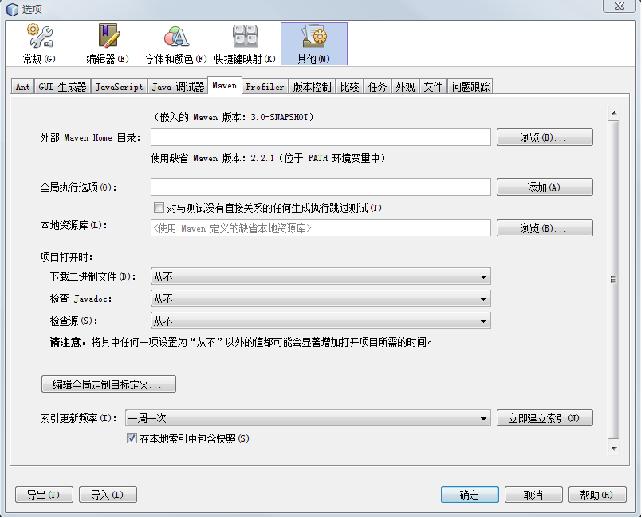 选项
常规(G) 编辑器(E) 字体和颜色(F) 快捷键映射(K) 其他(M)
Ant GUI 生成器 JavaScript Java 调试器 Maven Profiler 版本控制 比较 任务 外观 文件 问题跟踪
(嵌入的 Maven 版本: 3.0-SNAPSHOT)
外部 Maven Home 目录: 浏览(B)...
使用缺省 Maven 版本: 2.2.1 (位于 PATH 环境变量中)
全局执行选项(O): 添加(A)
对与测试没有直接关系的任何生成执行跳过测试(T)
本地资源库(L): <使用 Maven 定义的缺省本地资源库> 浏览(B)...
项目打开时:
下载二进制文件(D): 从不
检查 Javadoc: 从不
检查源(S): 从不
请注意，将其中任何一项设置为“从不”以外的值都可能会显著增加打开项目所需的时间。
编辑全局定制目标定义...
索引更新频率(I): 一周一次 立即建立索引(J)
在本地索引中包含快照(S)
导出(T) 导入(I) 确定 取消 帮助(H)